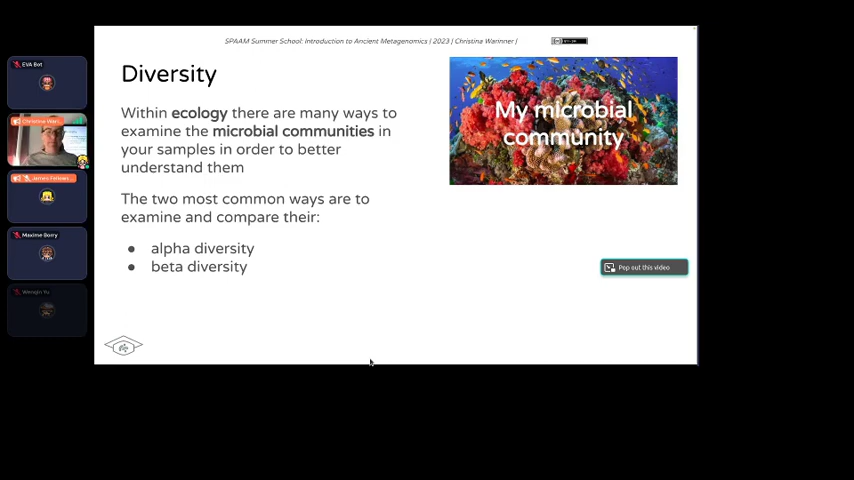 SPAAM Summer School: Introduction to Ancient Metagenomics | 2023 | Christina Warinner |
EVA Bot
Christina Wari...
James Fellows...
Maxime Borry
Diversity
Within ecology there are many ways to
examine the microbial communities in
your samples in order to better
understand them
The two most common ways are to
examine and compare their:
● alpha diversity
● beta diversity
My microbial
community
Pop out this video